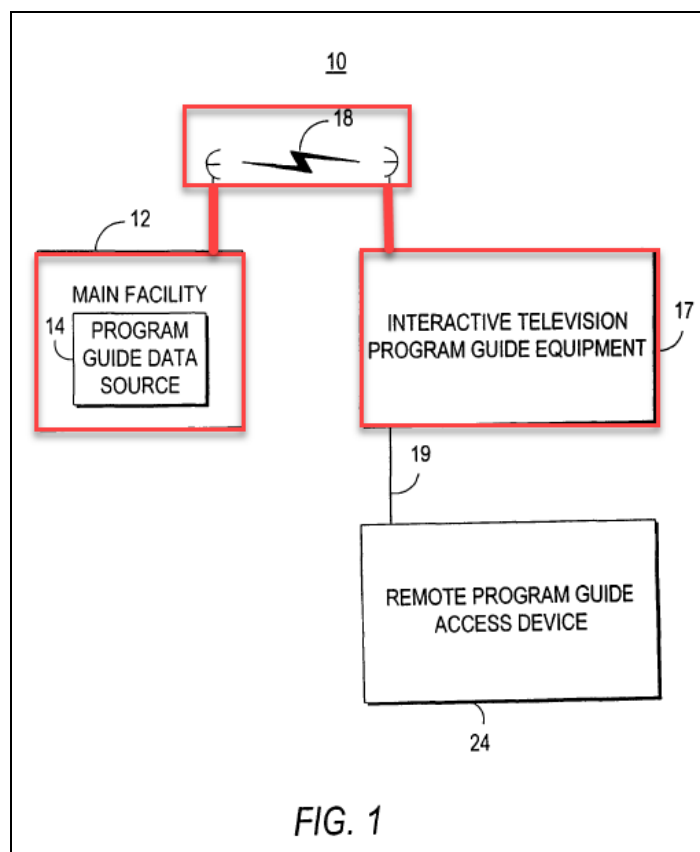 10
18
12
MAIN FACILITY
14
PROGRAM
GUIDE DATA
SOURCE
INTERACTIVE TELEVISION
PROGRAM GUIDE EQUIPMENT
17
19
REMOTE PROGRAM GUIDE
ACCESS DEVICE
24
FIG. 1